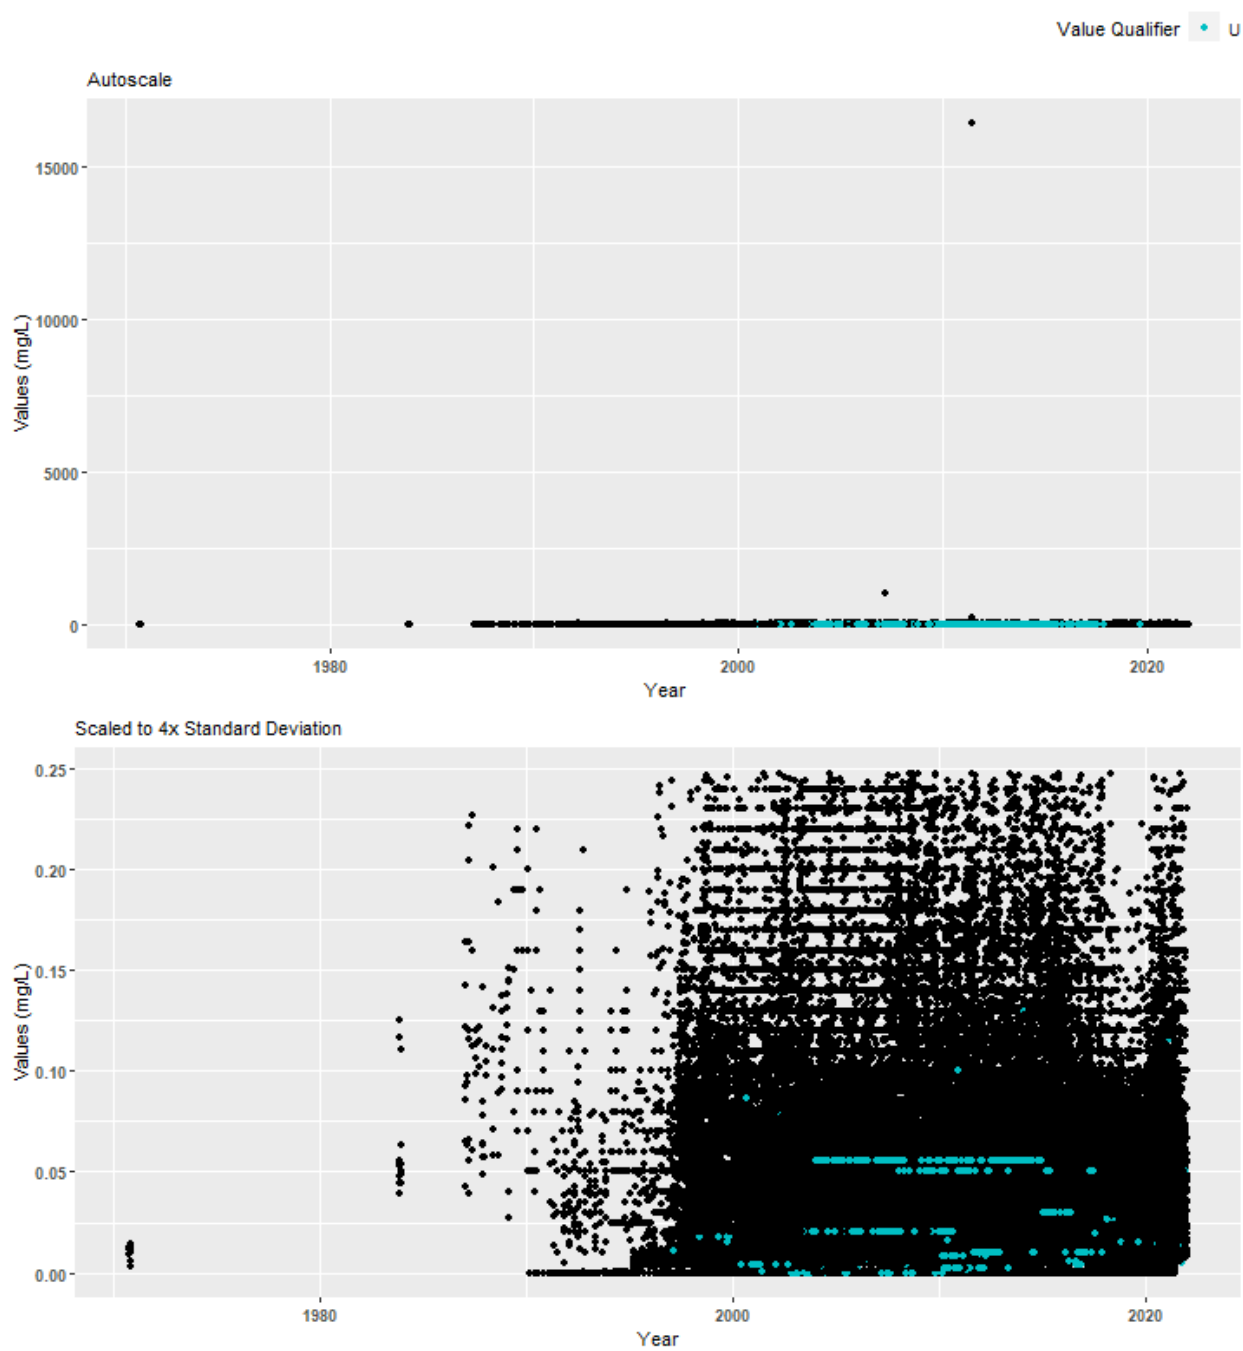 Value Qualifier U
Autoscale
15000
10000
5000
0
Values (mg/L)
1980 2000 2020
Year
Scaled to 4x Standard Deviation
0.25
0.20
0.15
0.10
0.05
0.00
Values (mg/L)
1980 2000 2020
Year